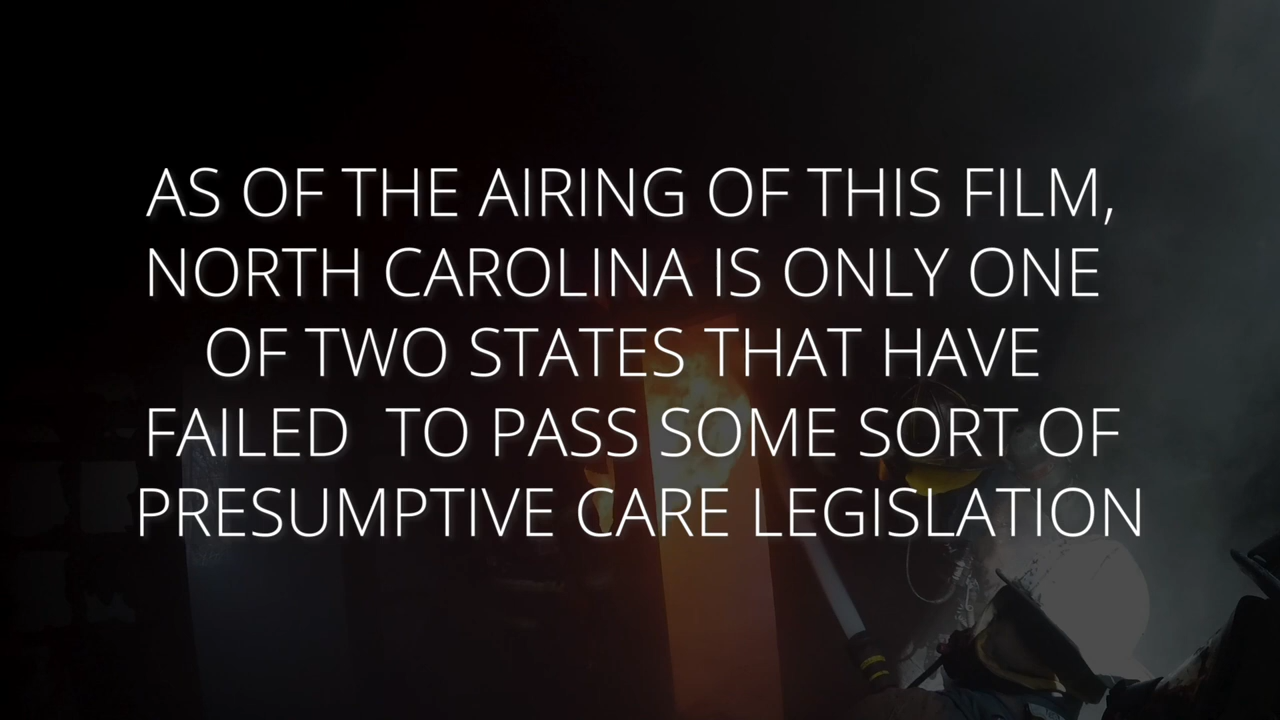 AS OF THE AIRING OF THIS FILM,
NORTH CAROLINA IS ONLY ONE
OF TWO STATES THAT HAVE
FAILED  TO PASS SOME SORT OF
PRESUMPTIVE CARE LEGISLATION